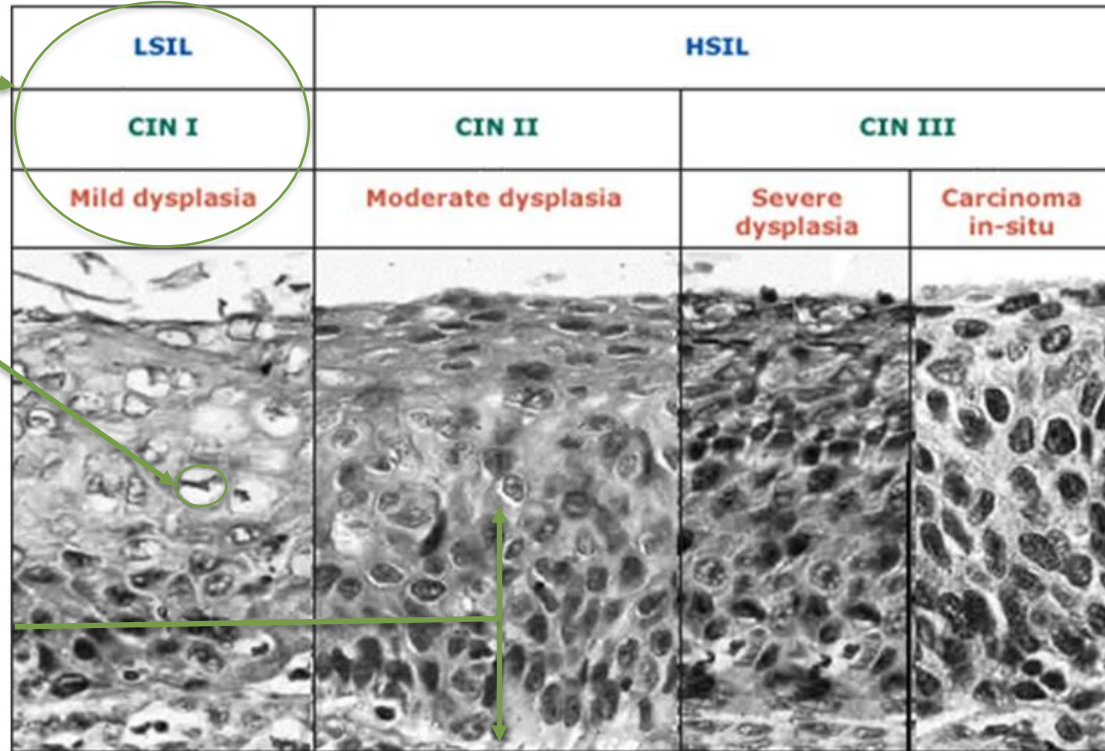 LSIL
HSIL
CIN I
CIN II
CIN III
Mild dysplasia
Moderate dysplasia
Severe
dysplasia
Carcinoma
in-situ